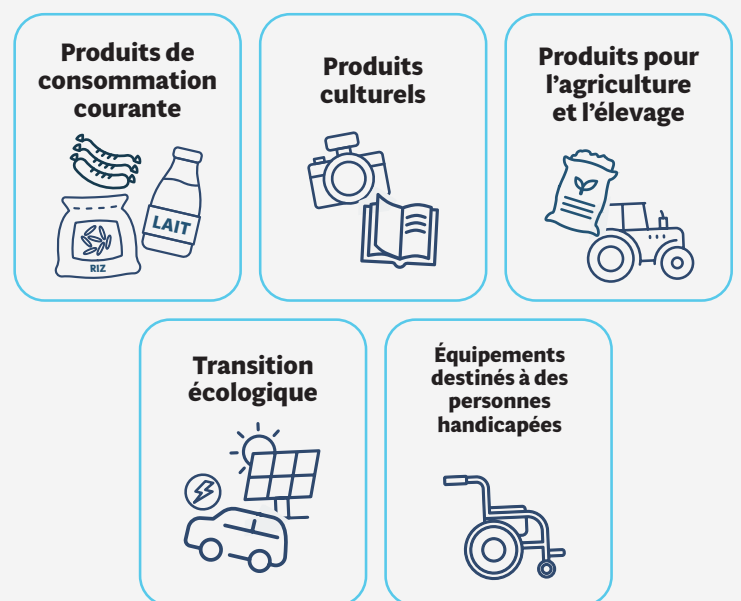 Produits de
consommation
courante
LAIT
RIZ
Produits
culturels
Produits pour
l'agriculture
et l'élevage
Transition
écologique
Équipements
destinés à des
personnes
handicapées